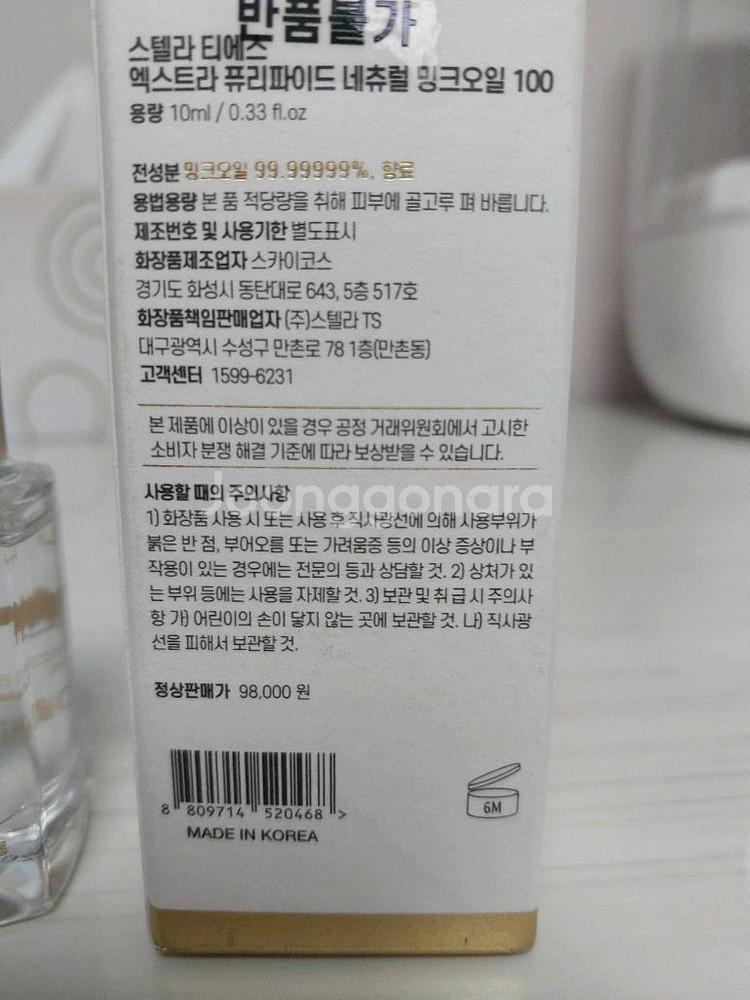 반품불가
스텔라 티에즈
엑스트라 퓨리파이드 네츄럴 밍크오일 100
용량 10ml / 0.33 fl.oz
전성분 밍크오일 99.99999%, 향료
용법용량 본 품 적당량을 취해 피부에 골고루 펴 바릅니다.
제조번호 및 사용기한 별도표시
화장품제조업자 스카이코스
경기도 화성시 동탄대로 643, 5층 517호
화장품책임판매업자 (주)스텔라 TS
대구광역시 수성구 만촌로 78 1층(만촌동)
고객센터 1599-6231
본 제품에 이상이 있을 경우 공정 거래위원회에서 고시한
소비자 분쟁 해결 기준에 따라 보상받을 수 있습니다.
Joonggonara
사용할 때의 주의사항
1) 화장품 사용 시 또는 사용 후 직사광선에 의해 사용부위가
붉은 반 점, 부어오름 또는 가려움증 등의 이상 증상이나 부
작용이 있는 경우에는 전문의 등과 상담할 것. 2) 상처가 있
는 부위 등에는 사용을 자제할 것. 3) 보관 및 취 급 시 주의사
항 가) 어린이의 손이 닿지 않는 곳에 보관할 것. 나) 직사광
선을 피해서 보관할 것.
정상판매가 98,000 원
8 809714 520468 >
6M
MADE IN KOREA